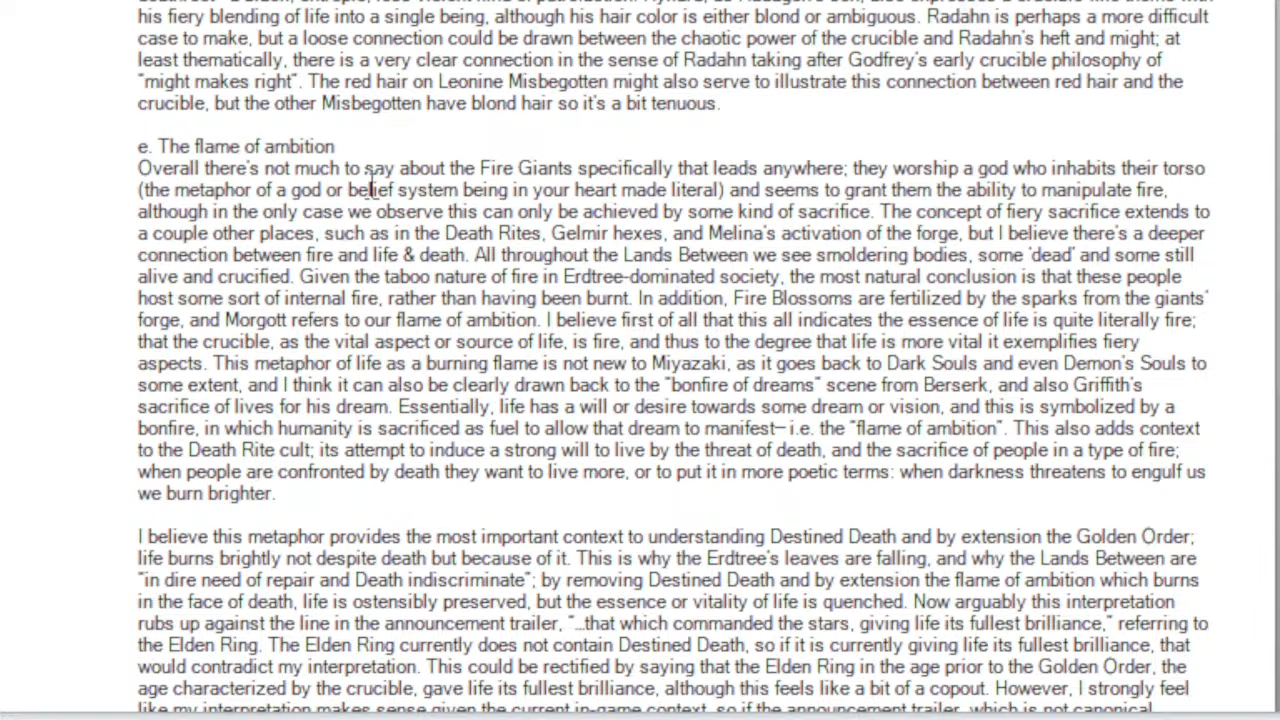 his fiery blending of life into a single being, although his hair color is either blond or ambiguous. Radahn is perhaps a more difficult
case to make, but a loose connection could be drawn between the chaotic power of the crucible and Radahn's heft and might; at
least thematically, there is a very clear connection in the sense of Radahn taking after Godfrey's early crucible philosophy of
"might makes right". The red hair on Leonine Misbegotten might also serve to illustrate this connection between red hair and the
crucible, but the other Misbegotten have blond hair so it's a bit tenuous.
e. The flame of ambition
Overall there's not much to say about the Fire Giants specifically that leads anywhere; they worship a god who inhabits their torso
(the metaphor of a god or belief system being in your heart made literal) and seems to grant them the ability to manipulate fire,
although in the only case we observe this can only be achieved by some kind of sacrifice. The concept of fiery sacrifice extends to
a couple other places, such as in the Death Rites, Gelmir hexes, and Melina's activation of the forge, but I believe there's a deeper
connection between fire and life & death. All throughout the Lands Between we see smoldering bodies, some 'dead' and some still
alive and crucified. Given the taboo nature of fire in Erdtree-dominated society, the most natural conclusion is that these people
host some sort of internal fire, rather than having been burnt. In addition, Fire Blossoms are fertilized by the sparks from the giants'
forge, and Morgott refers to our flame of ambition. I believe first of all that this all indicates the essence of life is quite literally fire;
that the crucible, as the vital aspect or source of life, is fire, and thus to the degree that life is more vital it exemplifies fiery
aspects. This metaphor of life as a burning flame is not new to Miyazaki, as it goes back to Dark Souls and even Demon's Souls to
some extent, and I think it can also be clearly drawn back to the "bonfire of dreams" scene from Berserk, and also Griffith's
sacrifice of lives for his dream. Essentially, life has a will or desire towards some dream or vision, and this is symbolized by a
bonfire, in which humanity is sacrificed as fuel to allow that dream to manifest—i.e. the "flame of ambition". This also adds context
to the Death Rite cult; its attempt to induce a strong will to live by the threat of death, and the sacrifice of people in a type of fire;
when people are confronted by death they want to live more, or to put it in more poetic terms: when darkness threatens to engulf us
we burn brighter.
I believe this metaphor provides the most important context to understanding Destined Death and by extension the Golden Order;
life burns brightly not despite death but because of it. This is why the Erdtree's leaves are falling, and why the Lands Between are
"in dire need of repair and Death indiscriminate"; by removing Destined Death and by extension the flame of ambition which burns
in the face of death, life is ostensibly preserved, but the essence or vitality of life is quenched. Now arguably this interpretation
rubs up against the line in the announcement trailer, "...that which commanded the stars, giving life its fullest brilliance," referring to
the Elden Ring. The Elden Ring currently does not contain Destined Death, so if it is currently giving life its fullest brilliance, that
would contradict my interpretation. This could be rectified by saying that the Elden Ring in the age prior to the Golden Order, the
age characterized by the crucible, gave life its fullest brilliance, although this feels like a bit of a copout. However, I strongly feel
like my interpretation makes sense given the current in-game context, so if the announcement trailer, which is not canonical